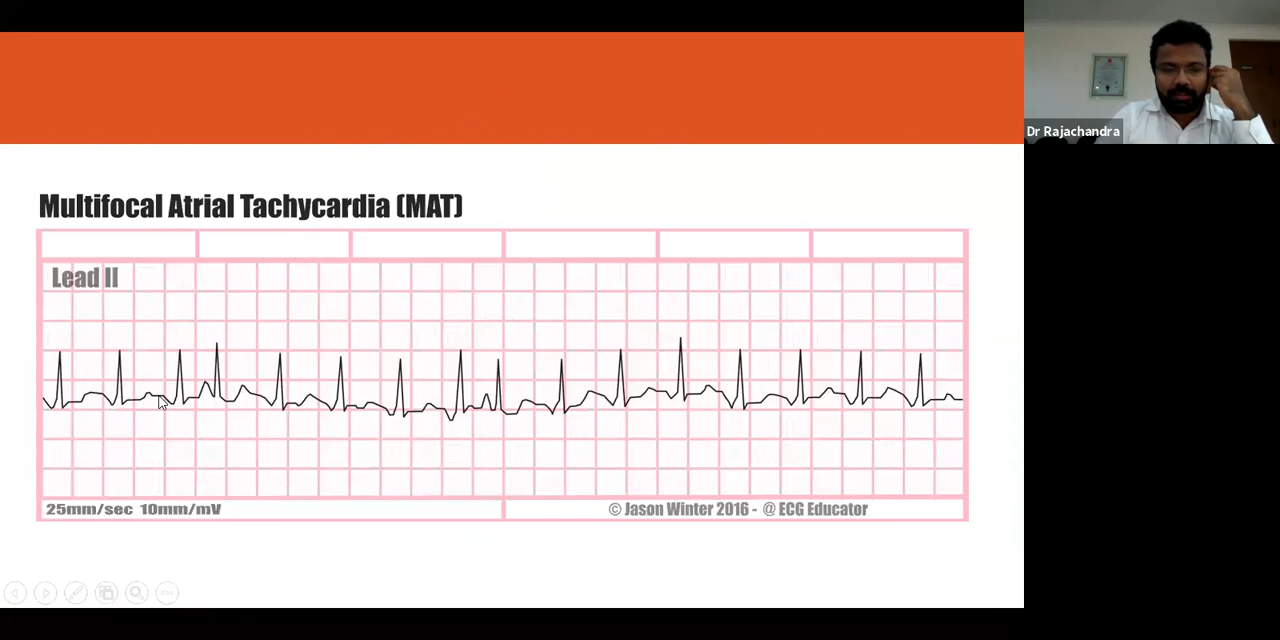 Dr Rajachandra
Multifocal Atrial Tachycardia (MAT)
Lead II
25mm/sec 10mm/mV
© Jason Winter 2016 - @ ECG Educator